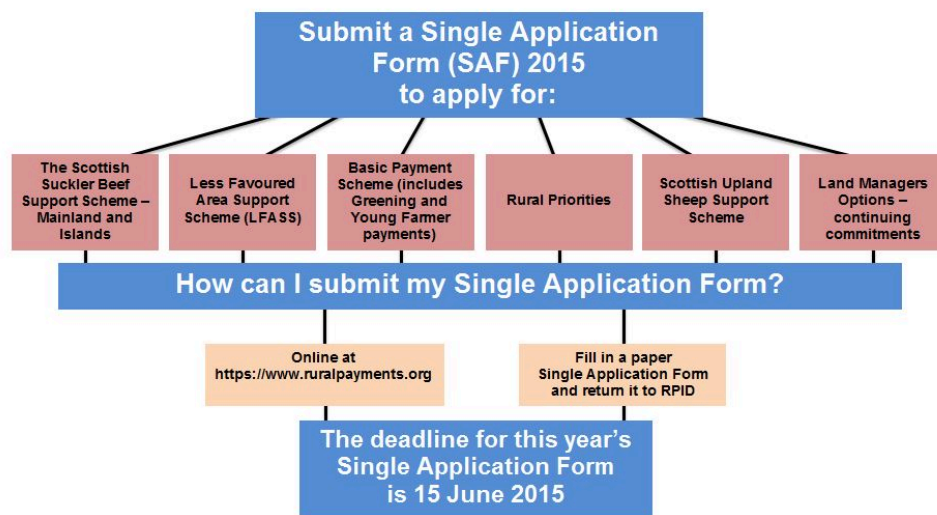 Submit a Single Application
Form (SAF) 2015
to apply for:
The Scottish
Suckler Beef
Support Scheme –
Mainland and
Islands
Less Favoured
Area Support
Scheme (LFASS)
Basic Payment
Scheme (includes
Greening and
Young Farmer
payments)
Rural Priorities
Scottish Upland
Sheep Support
Scheme
Land Managers
Options –
continuing
commitments
How can I submit my Single Application Form?
Online at
https://www.ruralpayments.org
Fill in a paper
Single Application Form
and return it to RPID
The deadline for this year’s
Single Application Form
is 15 June 2015